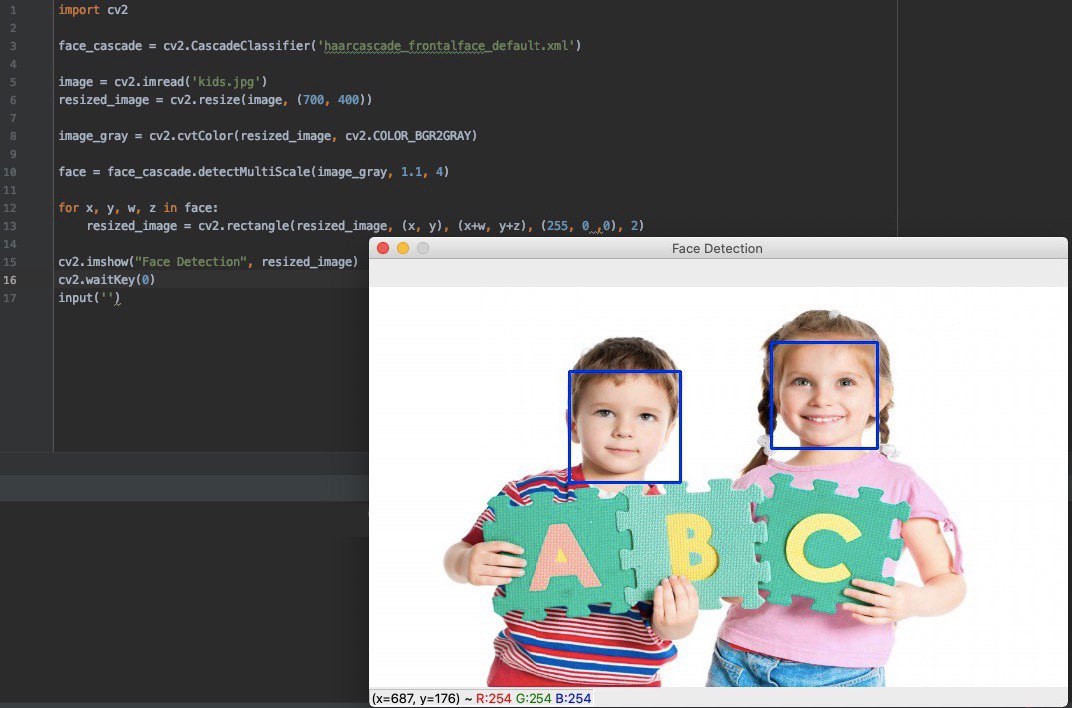 1 import cv2
2
3 face_cascade = cv2.CascadeClassifier('haarcascade_frontalface_default.xml')
4
5 image = cv2.imread('kids.jpg')
6 resized_image = cv2.resize(image, (700, 400))
7
8 image_gray = cv2.cvtColor(resized_image, cv2.COLOR_BGR2GRAY)
9
10 face = face_cascade.detectMultiScale(image_gray, 1.1, 4)
11
12 for x, y, w, z in face:
13 resized_image = cv2.rectangle(resized_image, (x, y), (x+w, y+z), (255, 0 ,0), 2)
14
15 cv2.imshow("Face Detection", resized_image)
16 cv2.waitKey(0)
17 input('')
Face Detection
A B C
(x=687, y=176) ~ R:254 G:254 B:254